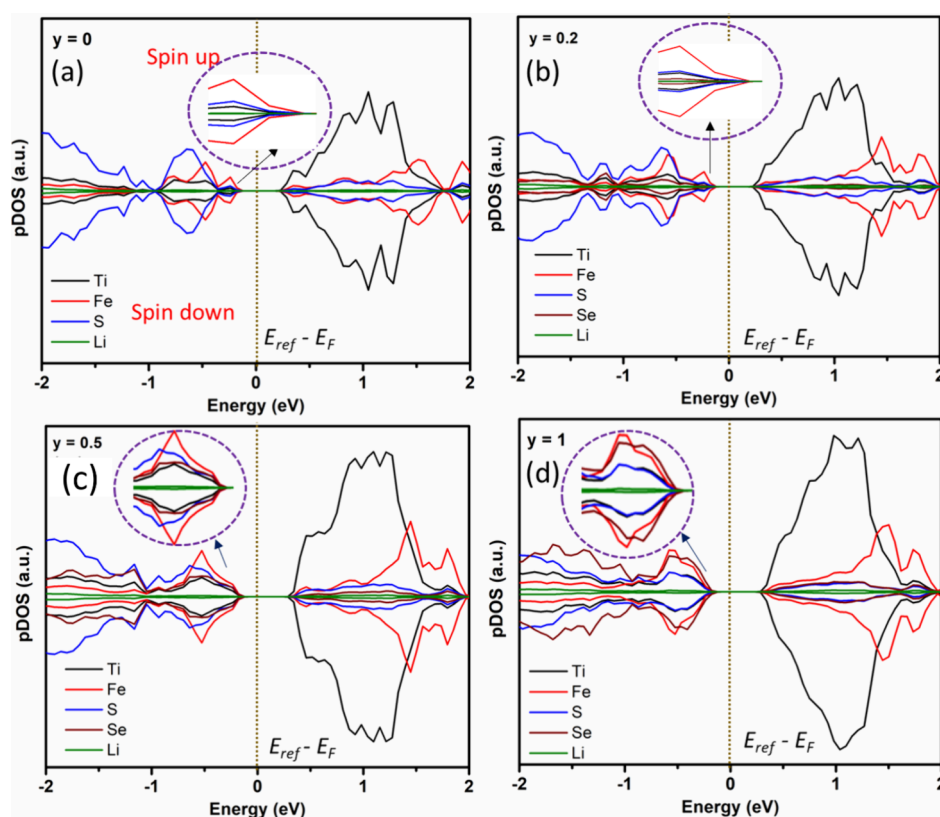 y = 0
(a)
Spin up
Spin down
pDOS (a.u.)
Ti
Fe
S
Li
E_ref - E_F
-2 -1 0 1 2
Energy (eV)
y = 0.2
(b)
pDOS (a.u.)
Ti
Fe
S
Se
Li
E_ref - E_F
-2 -1 0 1 2
Energy (eV)
y = 0.5
(c)
pDOS (a.u.)
Ti
Fe
S
Se
Li
E_ref - E_F
-2 -1 0 1 2
Energy (eV)
y = 1
(d)
pDOS (a.u.)
Ti
Fe
S
Se
Li
E_ref - E_F
-2 -1 0 1 2
Energy (eV)